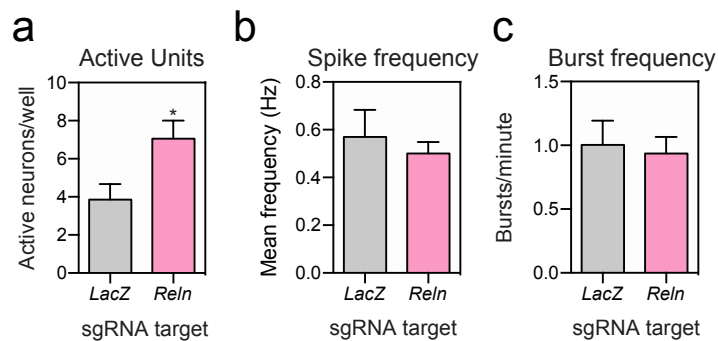 a
Active Units
Active neurons/well
10
8
6
4
2
0
*
LacZ Reln
sgRNA target
b
Spike frequency
Mean frequency (Hz)
0.8
0.6
0.4
0.2
0.0
LacZ Reln
sgRNA target
c
Burst frequency
Bursts/minute
1.5
1.0
0.5
0.0
LacZ Reln
sgRNA target